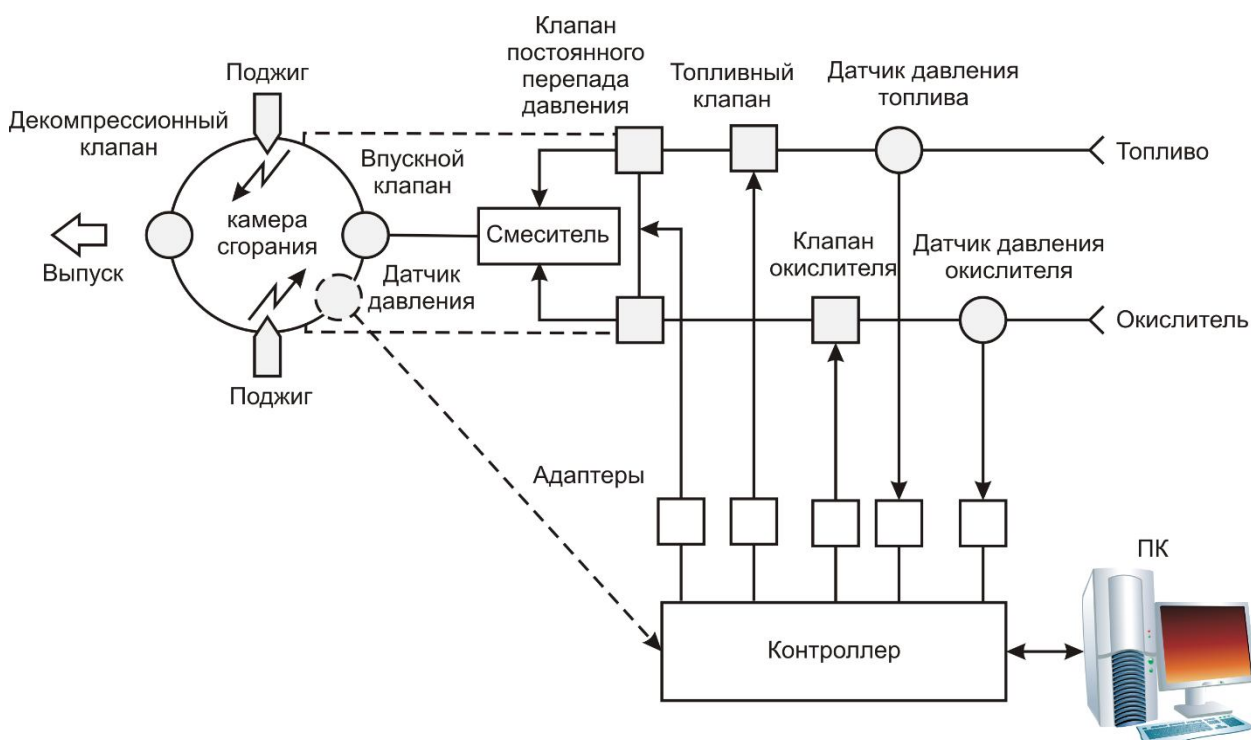 Клапан
постоянного
перепада
давления
Поджиг
Топливный
клапан
Датчик давления
топлива
Декомпрессионный
клапан
Впускной
клапан
Топливо
камера
сгорания
Смеситель
Клапан
окислителя
Датчик давления
окислителя
Выпуск
Датчик
давления
Окислитель
Поджиг
Адаптеры
ПК
Контроллер